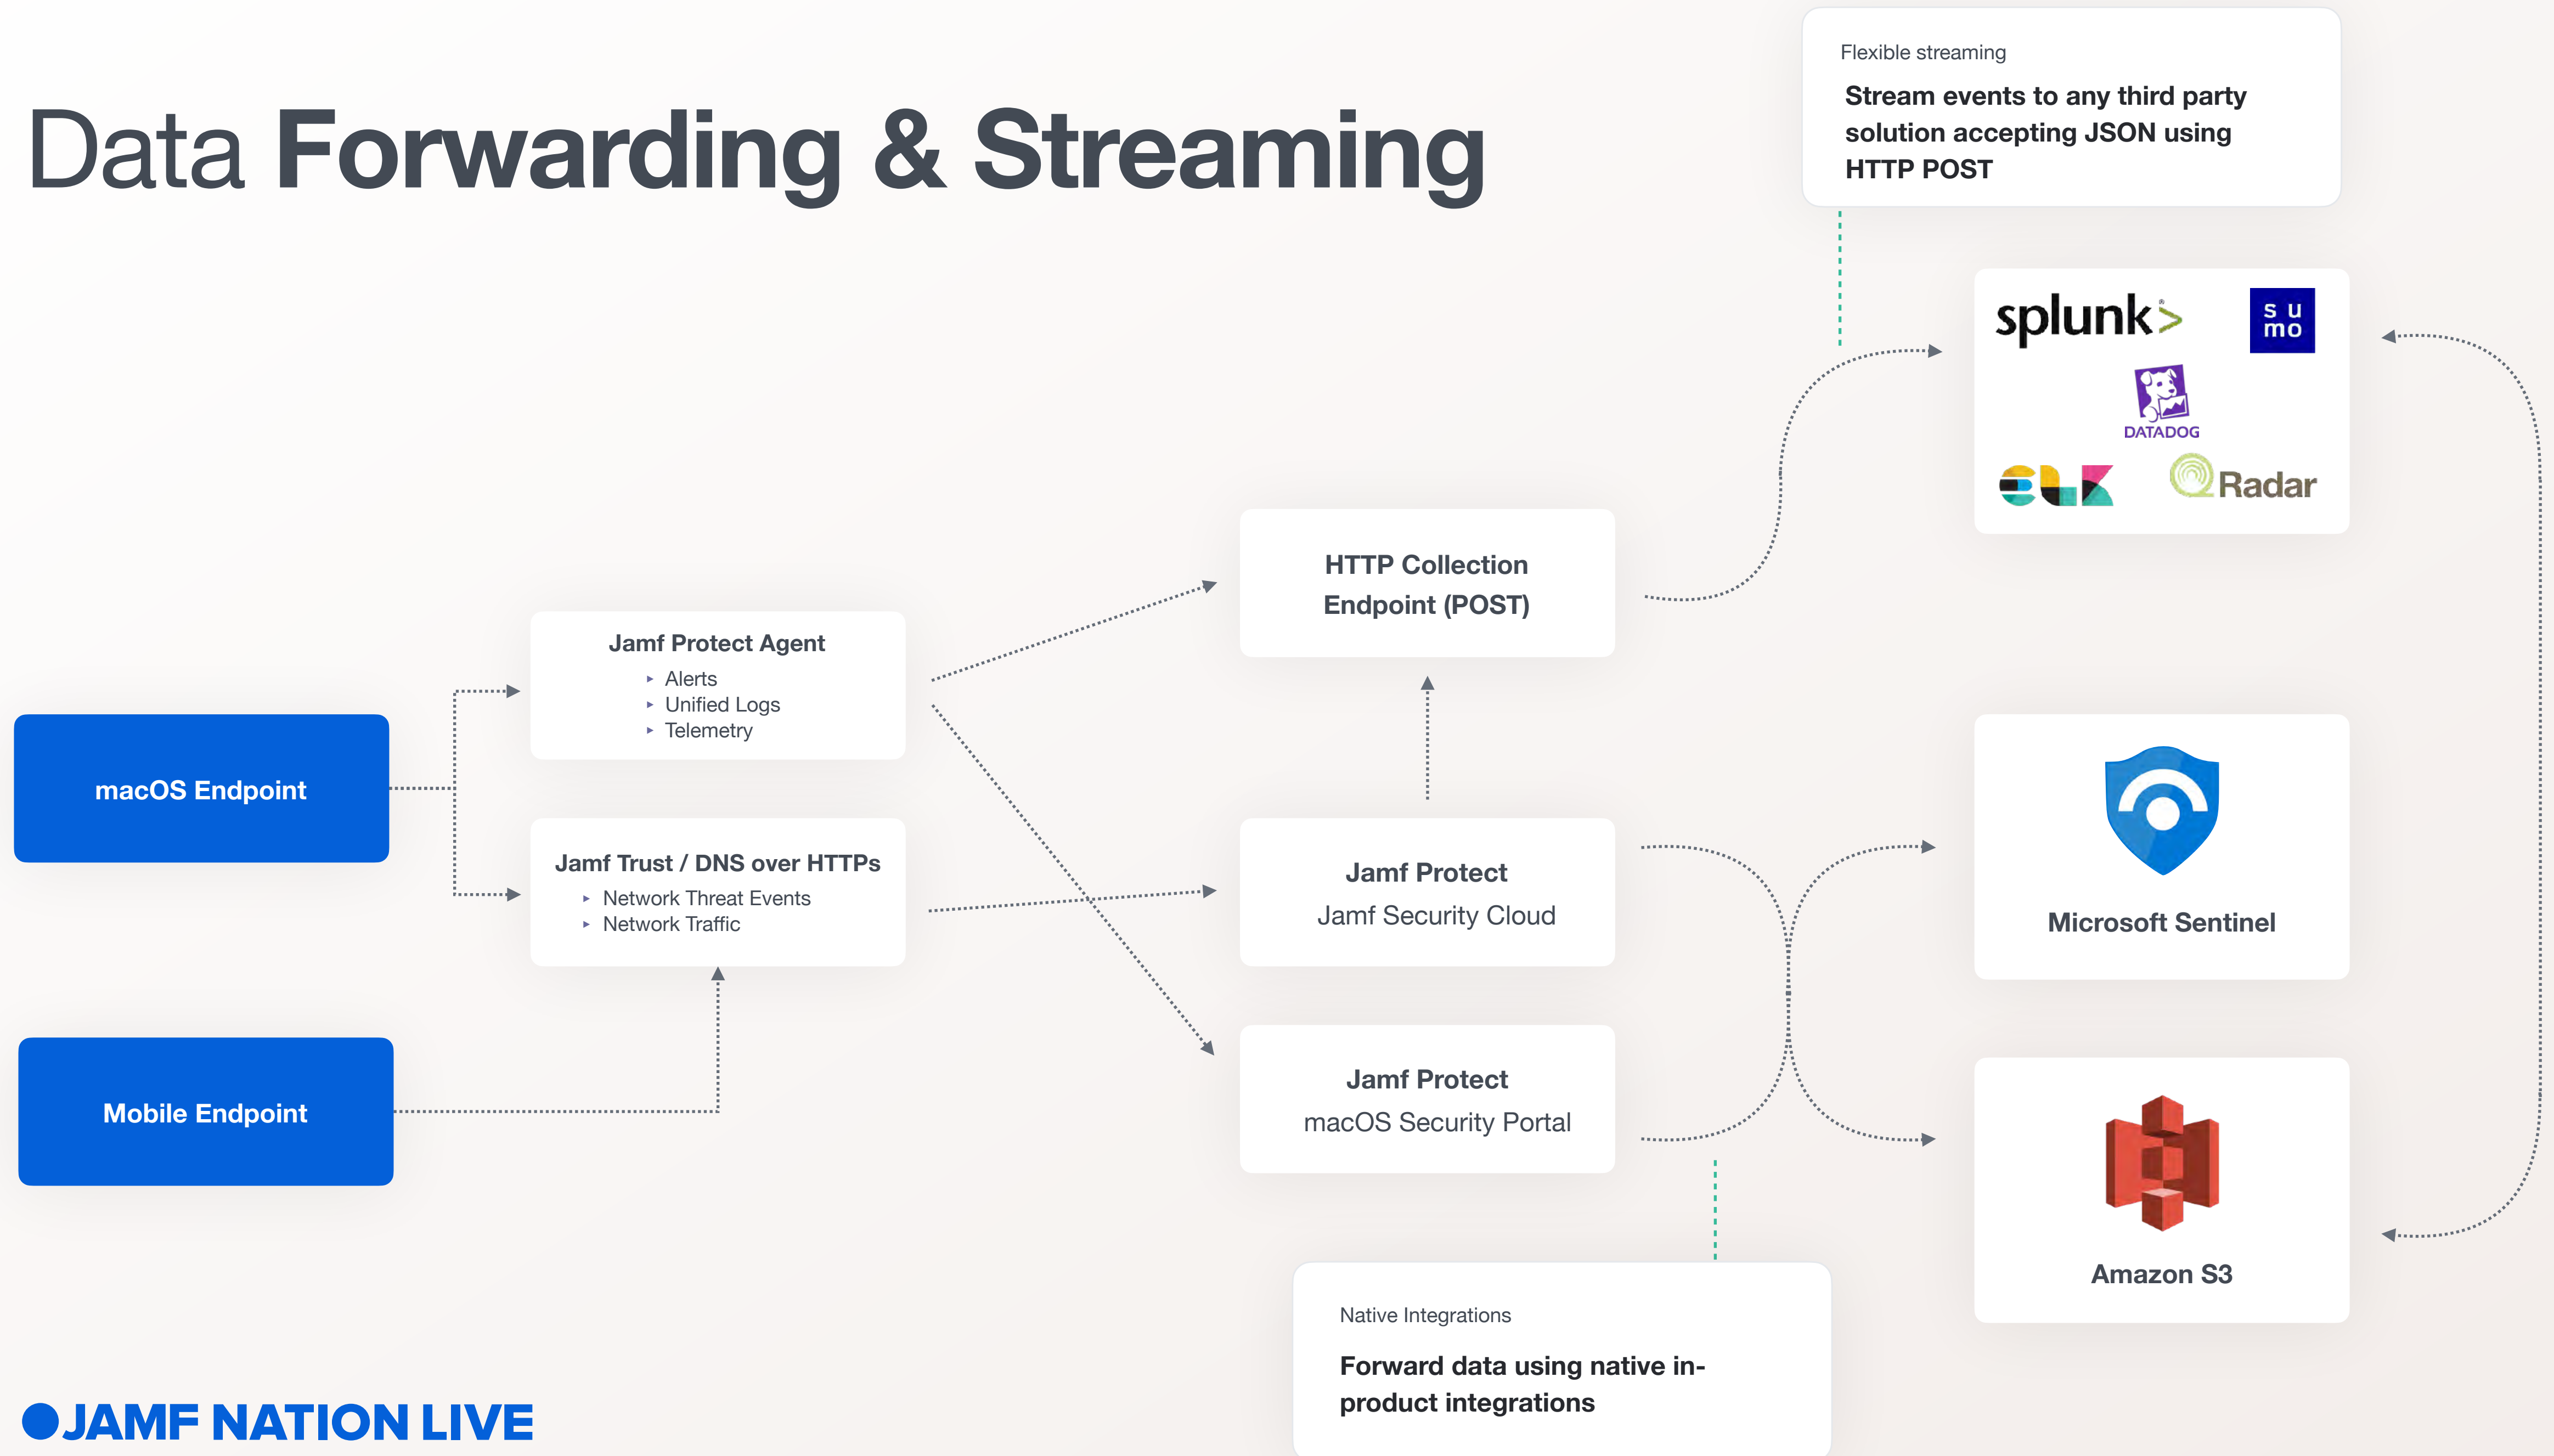 Data Forwarding & Streaming
Flexible streaming
Stream events to any third party
solution accepting JSON using
HTTP POST
splunk>
su
mo
DATADOG
elk
QRadar
HTTP Collection
Endpoint (POST)
Jamf Protect Agent
▸ Alerts
▸ Unified Logs
▸ Telemetry
macOS Endpoint
Jamf Trust / DNS over HTTPs
▸ Network Threat Events
▸ Network Traffic
Jamf Protect
Jamf Security Cloud
Microsoft Sentinel
Mobile Endpoint
Jamf Protect
macOS Security Portal
Amazon S3
Native Integrations
Forward data using native in-
product integrations
JAMF NATION LIVE